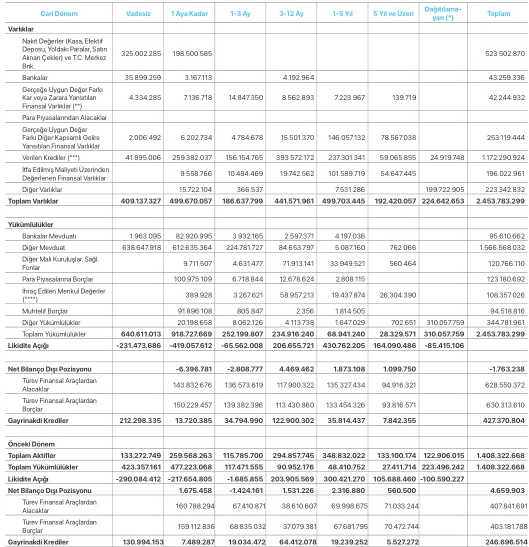 Cari Dönem Vadesiz 1 Aya Kadar 1-3 Ay 3-12 Ay 1-5 Yıl 5 Yıl ve Üzeri Dağıtılama- yan (*) Toplam
Varlıklar
Nakit Değerler (Kasa, Efektif
Deposu, Yoldaki Paralar, Satın
Alınan Çekler) ve T.C. Merkez
Bnk. 325.002.285 198.500.585 523.502.870
Bankalar 35.899.259 3.167.113 4.192.964 43.259.336
Gerçeğe Uygun Değer Farkı
Kar veya Zarara Yansıtılan
Finansal Varlıklar (**) 4.334.285 7.136.718 14.847.350 8.562.893 7.223.967 139.719 42.244.932
Para Piyasalarından Alacaklar
Gerçeğe Uygun Değer
Farkı Diğer Kapsamlı Gelire
Yansıtılan Finansal Varlıklar 2.006.492 6.202.734 4.784.678 15.501.370 146.057.132 78.567.038 253.119.444
Verilen Krediler (***) 41.895.006 259.382.037 156.154.765 393.572.172 237.301.341 59.065.855 24.919.748 1.172.290.924
İtfa Edilmiş Maliyeti Üzerinden
Değerlenen Finansal Varlıklar 9.558.766 10.484.469 19.742.562 101.589.719 54.647.445 196.022.961
Diğer Varlıklar 15.722.104 366.537 7.531.286 199.722.905 223.342.832
Toplam Varlıklar 409.137.327 499.670.057 186.637.799 441.571.961 499.703.445 192.420.057 224.642.653 2.453.783.299
Yükümlülükler
Bankalar Mevduatı 1.963.095 82.920.995 3.932.165 2.597.371 4.197.036 95.610.662
Diğer Mevduat 638.647.918 612.635.364 224.781.727 84.653.797 5.087.160 762.066 1.566.568.032
Diğer Mali Kuruluşlar. Sağl.
Fonlar 9.711.507 4.631.477 71.913.141 33.949.521 560.464 120.766.110
Para Piyasalarına Borçlar 100.975.109 6.718.844 12.678.624 2.808.115 123.180.692
İhraç Edilen Menkul Değerler
(****) 389.928 3.267.621 58.957.213 19.437.874 26.304.390 108.357.026
Muhtelif Borçlar 91.896.108 805.847 2.356 1.814.505 94.518.816
Diğer Yükümlülükler 20.198.658 8.062.126 4.113.738 1.647.029 702.651 310.057.759 344.781.961
Toplam Yükümlülükler 640.611.013 918.727.669 252.199.807 234.916.240 68.941.240 28.329.571 310.057.759 2.453.783.299
Likidite Açığı -231.473.686 -419.057.612 -65.562.008 206.655.721 430.762.205 164.090.486 -85.415.106
Net Bilanço Dışı Pozisyonu -6.396.781 -2.808.777 4.469.462 1.873.108 1.099.750 -1.763.238
Türev Finansal Araçlardan
Alacaklar 143.832.676 136.573.619 117.900.322 135.327.434 94.916.321 628.550.372
Türev Finansal Araçlardan
Borçlar 150.229.457 139.382.396 113.430.860 133.454.326 93.816.571 630.313.610
Gayrinakdi Krediler 212.298.335 13.720.385 34.794.990 122.900.302 35.814.437 7.842.355 427.370.804
Önceki Dönem
Toplam Aktifler 133.272.749 259.568.263 115.785.700 294.857.745 348.832.022 133.100.174 122.906.015 1.408.322.668
Toplam Yükümlülükler 423.357.161 477.223.068 117.471.555 90.952.176 48.410.752 27.411.714 223.496.242 1.408.322.668
Likidite Açığı -290.084.412 -217.654.805 -1.685.855 203.905.569 300.421.270 105.688.460 -100.590.227
Net Bilanço Dışı Pozisyonu 1.675.458 -1.424.161 1.531.226 2.316.880 560.500 4.659.903
Türev Finansal Araçlardan
Alacaklar 160.788.294 67.410.871 38.610.607 69.998.675 71.033.244 407.841.691
Türev Finansal Araçlardan
Borçlar 159.112.836 68.835.032 37.079.381 67.681.795 70.472.744 403.181.788
Gayrinakdi Krediler 130.994.153 7.489.287 19.034.472 64.412.078 19.239.252 5.527.272 246.696.514